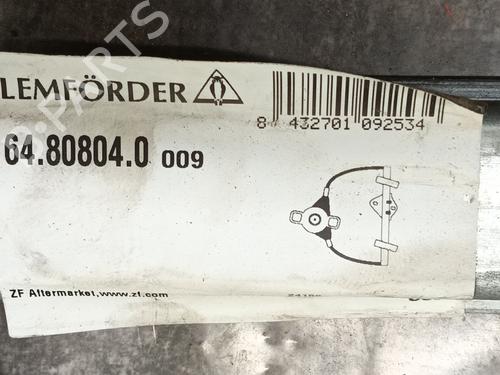 LEMFÖRDER
8 432701 092534
64.80804.0 009
ZF Aftermarket,www.zf.com
B-PARTS